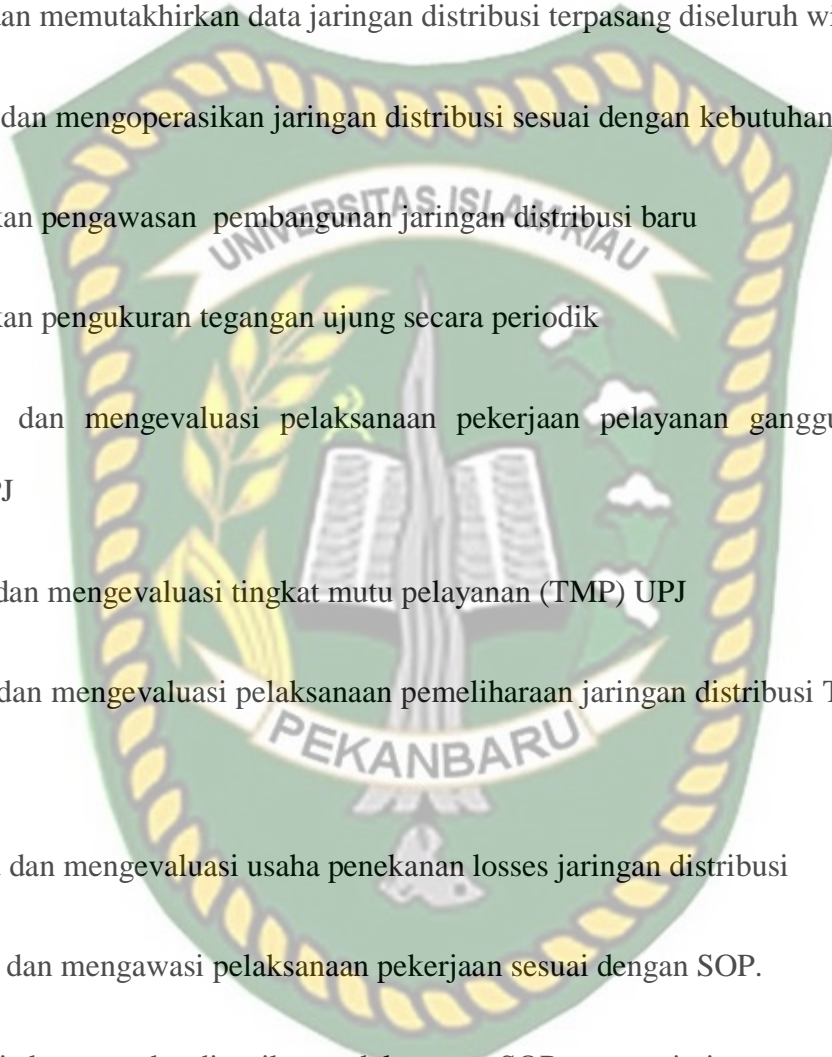 dan memutakhirkan data jaringan distribusi terpasang diseluruh wi
dan mengoperasikan jaringan distribusi sesuai dengan kebutuhan
UNIVERSITAS ISLAM RIAU
kan pengawasan pembangunan jaringan distribusi baru
kan pengukuran tegangan ujung secara periodik
dan mengevaluasi pelaksanaan pekerjaan pelayanan ganggu
PJ
dan mengevaluasi tingkat mutu pelayanan (TMP) UPJ
dan mengevaluasi pelaksanaan pemeliharaan jaringan distribusi T
PEKANBARU
dan mengevaluasi usaha penekanan losses jaringan distribusi
dan mengawasi pelaksanaan pekerjaan sesuai dengan SOP.